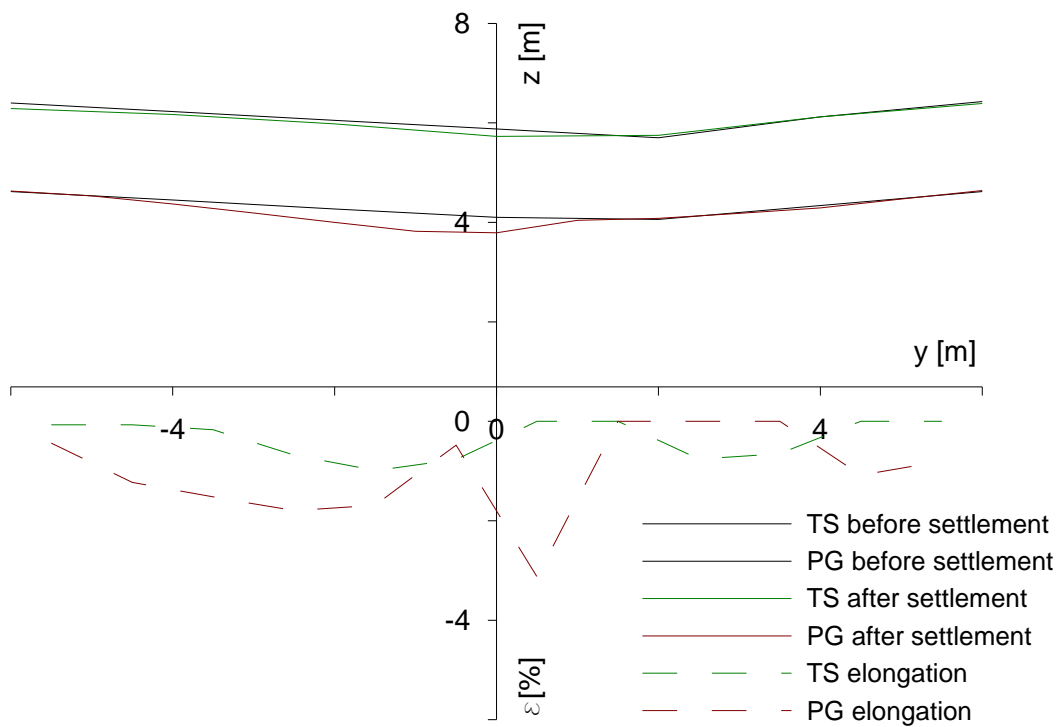 8
z [m]
4
y [m]
-4
0
0
4
-4
ε [%]
TS before settlement
PG before settlement
TS after settlement
PG after settlement
TS elongation
PG elongation